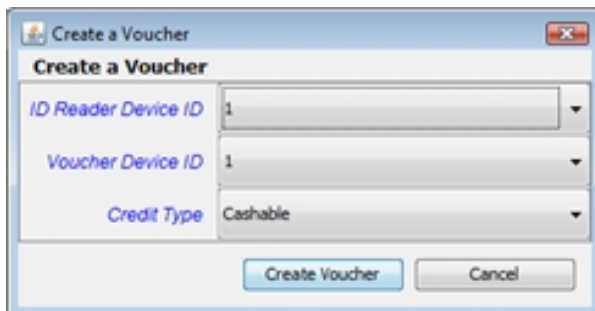 Create a Voucher
Create a Voucher
ID Reader Device ID 1
Voucher Device ID 1
Credit Type Cashable
Create Voucher Cancel